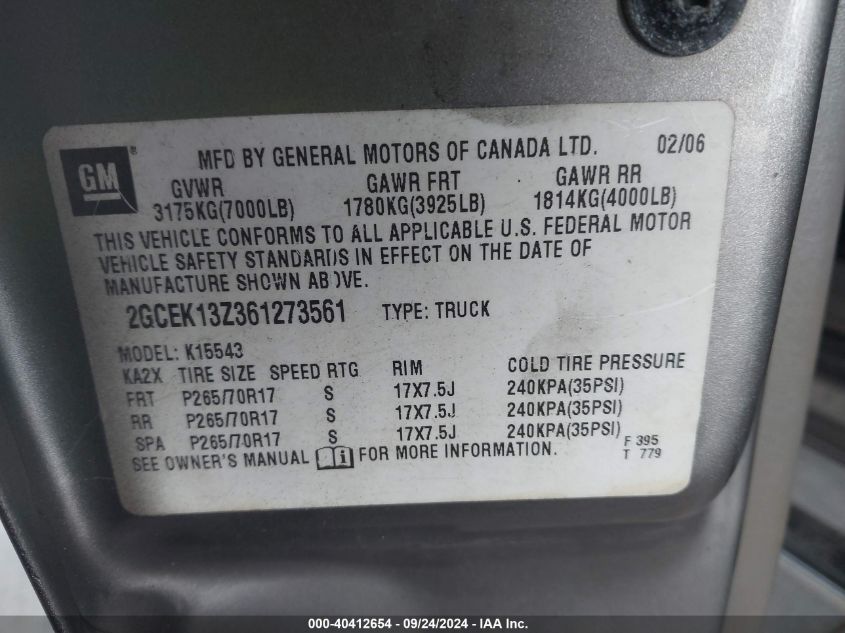 GM ® MFD BY GENERAL MOTORS OF CANADA LTD. 02/06
GVWR GAWR FRT GAWR RR
3175KG(7000LB) 1780KG(3925LB) 1814KG(4000LB)
THIS VEHICLE CONFORMS TO ALL APPLICABLE U.S. FEDERAL MOTOR
VEHICLE SAFETY STANDARDS IN EFFECT ON THE DATE OF
MANUFACTURE SHOWN ABOVE.
2GCEK13Z361273561 TYPE: TRUCK
MODEL: K15543
KA2X TIRE SIZE SPEED RTG RIM COLD TIRE PRESSURE
FRT P265/70R17 S 17X7.5J 240KPA(35PSI)
RR P265/70R17 S 17X7.5J 240KPA(35PSI)
SPA P265/70R17 S 17X7.5J 240KPA(35PSI)
SEE OWNER'S MANUAL FOR MORE INFORMATION.
F 395
T 779
000-40412654 / 09/24/2024 - IAA Inc.